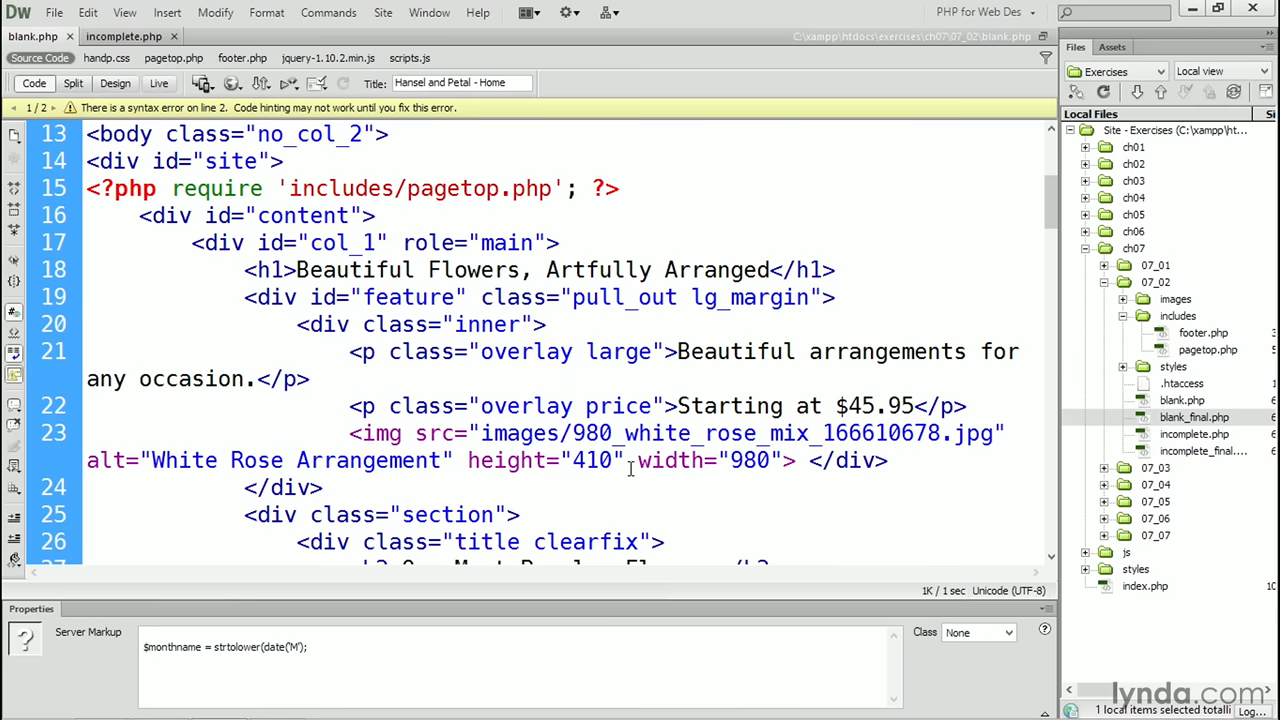 Dw File Edit View Insert Modify Format Commands Site Window Help PHP for Web Des
blank.php incomplete.php C:\xampp\htdocs\exercises\ch07\07_02\blank.php
Source Code handp.css pagetop.php footer.php jquery-1.10.2.min.js scripts.js
Code Split Design Live Title: Hansel and Petal - Home
1 / 2 There is a syntax error on line 2. Code hinting may not work until you fix this error.
13 <body class="no_col_2">
14 <div id="site">
15 <?php require 'includes/pagetop.php'; ?>
16 <div id="content">
17 <div id="col_1" role="main">
18 <h1>Beautiful Flowers, Artfully Arranged</h1>
19 <div id="feature" class="pull_out lg_margin">
20 <div class="inner">
21 <p class="overlay large">Beautiful arrangements for
any occasion.</p>
22 <p class="overlay price">Starting at $45.95</p>
23 <img src="images/980_white_rose_mix_166610678.jpg"
alt="White Rose Arrangement" height="410" width="980"> </div>
24 </div>
25 <div class="section">
26 <div class="title clearfix">
1K / 1 sec Unicode (UTF-8)
Properties
Server Markup
$monthname = strtolower(date('M');
Class None
Files Assets
Exercises Local view
Local Files Si
Site - Exercises (C:\xampp\ht...
ch01
ch02
ch03
ch04
ch05
ch06
ch07
07_01
07_02
images
includes
footer.php 3
pagetop.php 5
styles
.htaccess 1
blank.php 6
blank_final.php 6
incomplete.php 6
incomplete_final.... 6
07_03
07_04
07_05
07_06
07_07
js
styles
index.php 10
lynda.com
1 local items selected totalli Log...